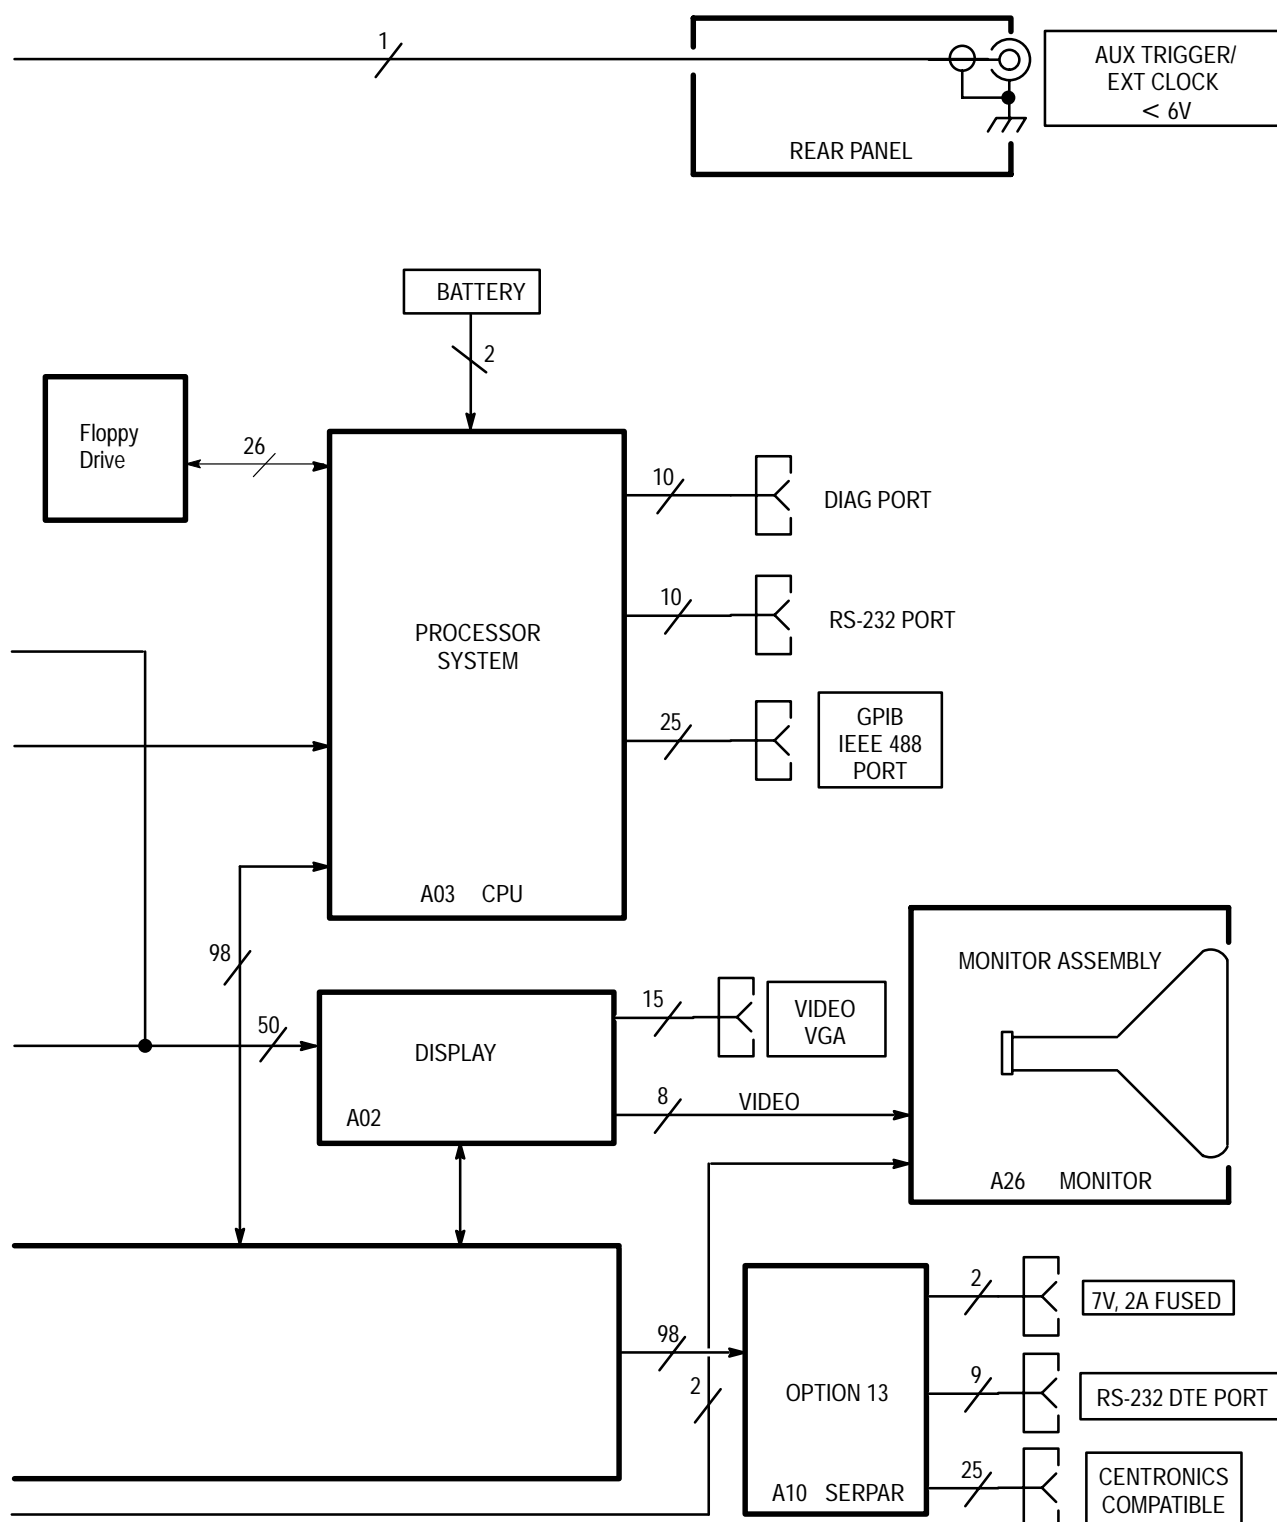 1
AUX TRIGGER/
EXT CLOCK
< 6V
REAR PANEL
BATTERY
2
Floppy
Drive
26
10
DIAG PORT
10
RS-232 PORT
PROCESSOR
SYSTEM
25
GPIB
IEEE 488
PORT
A03 CPU
98
MONITOR ASSEMBLY
15
VIDEO
VGA
50
DISPLAY
8
VIDEO
A02
A26 MONITOR
2
7V, 2A FUSED
98
2
OPTION 13
9
RS-232 DTE PORT
25
CENTRONICS
COMPATIBLE
A10 SERPAR